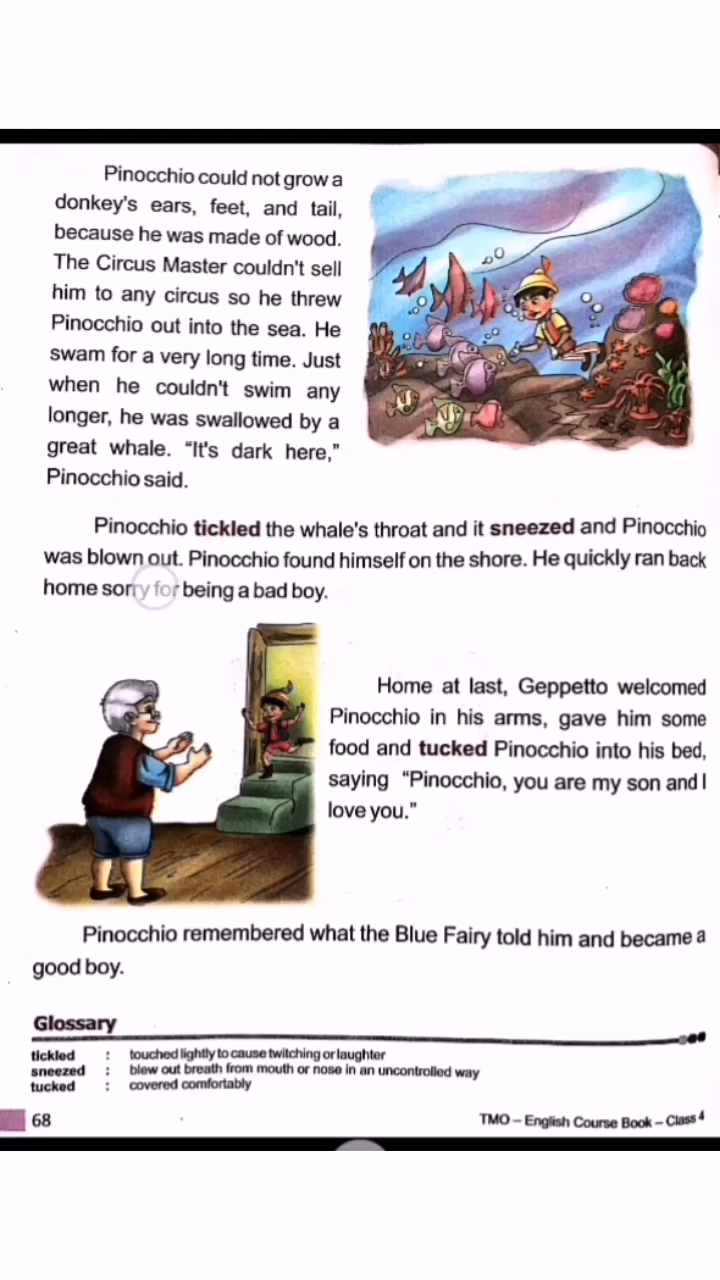 Pinocchio could not grow a
donkey's ears, feet, and tail,
because he was made of wood.
The Circus Master couldn't sell
him to any circus so he threw
Pinocchio out into the sea. He
swam for a very long time. Just
when he couldn't swim any
longer, he was swallowed by a
great whale. "It's dark here,"
Pinocchio said.
Pinocchio tickled the whale's throat and it sneezed and Pinocchio
was blown out. Pinocchio found himself on the shore. He quickly ran back
home sorry for being a bad boy.
Home at last, Geppetto welcomed
Pinocchio in his arms, gave him some
food and tucked Pinocchio into his bed,
saying "Pinocchio, you are my son and I
love you."
Pinocchio remembered what the Blue Fairy told him and became a
good boy.
Glossary
tickled : touched lightly to cause twitching or laughter
sneezed : blew out breath from mouth or nose in an uncontrolled way
tucked : covered comfortably
68 TMO – English Course Book – Class 4